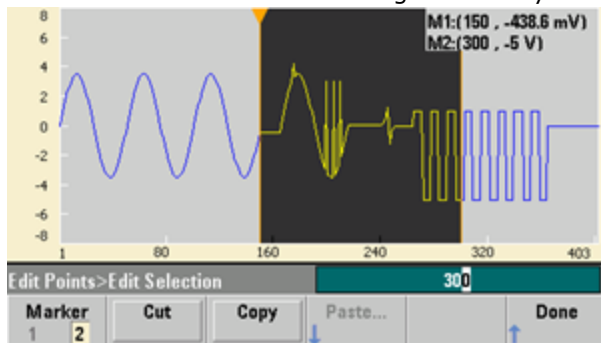 M1:(150 , -438.6 mV)
M2:(300 , -5 V)
8
6
4
2
0
-2
-4
-6
-8
1 80 160 240 320 403
Edit Points>Edit Selection 300
Marker Cut Copy Paste... Done
1 2